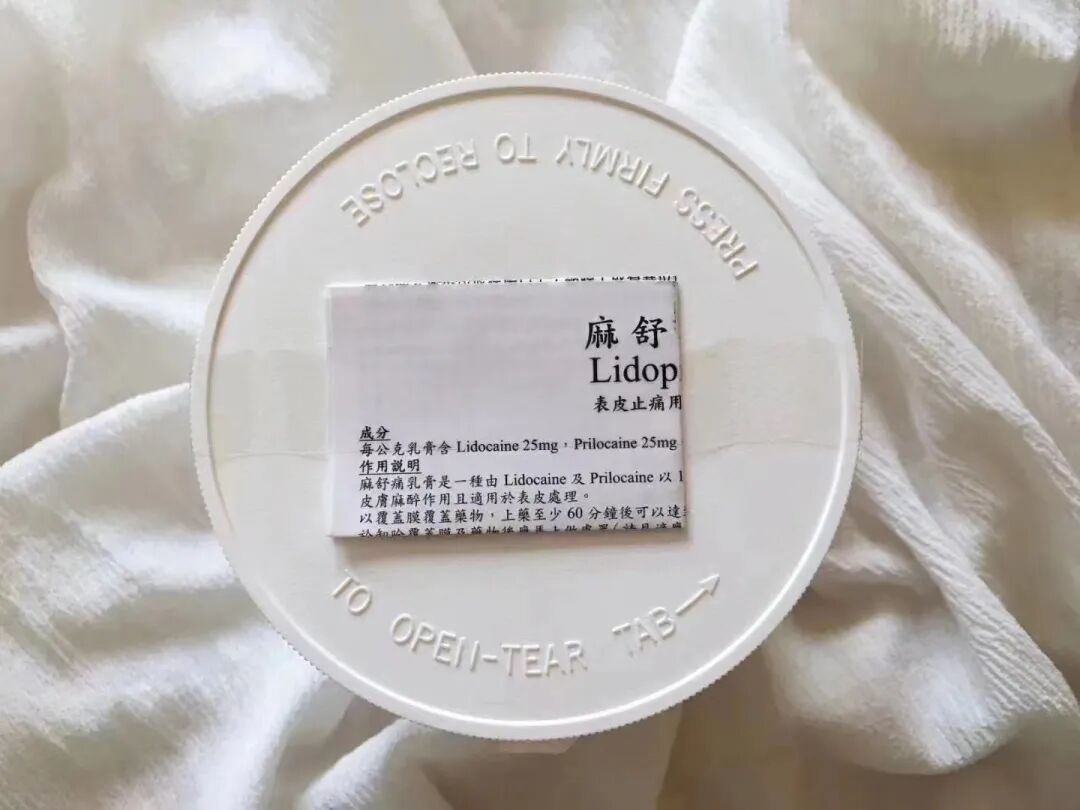 PRESS FIRMLY TO RECLOSE
麻舒
Lidop
表皮止痛用
成分
每公克乳膏含 Lidocaine 25mg，Prilocaine 25mg
作用說明
麻舒痛乳膏是一種由 Lidocaine 及 Prilocaine 以 1
皮膚麻醉作用且適用於表皮處理。
以覆蓋膜覆蓋藥物，上藥至少 60 分鐘後可以達
TO OPEN-TEAR TAB→